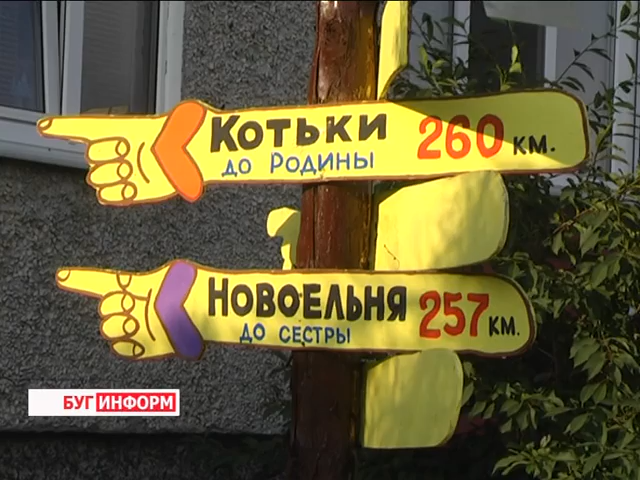 Котьки
до Родины
260 км.
Новоельня
до сестры
257 км.
БУГИНФОРМ